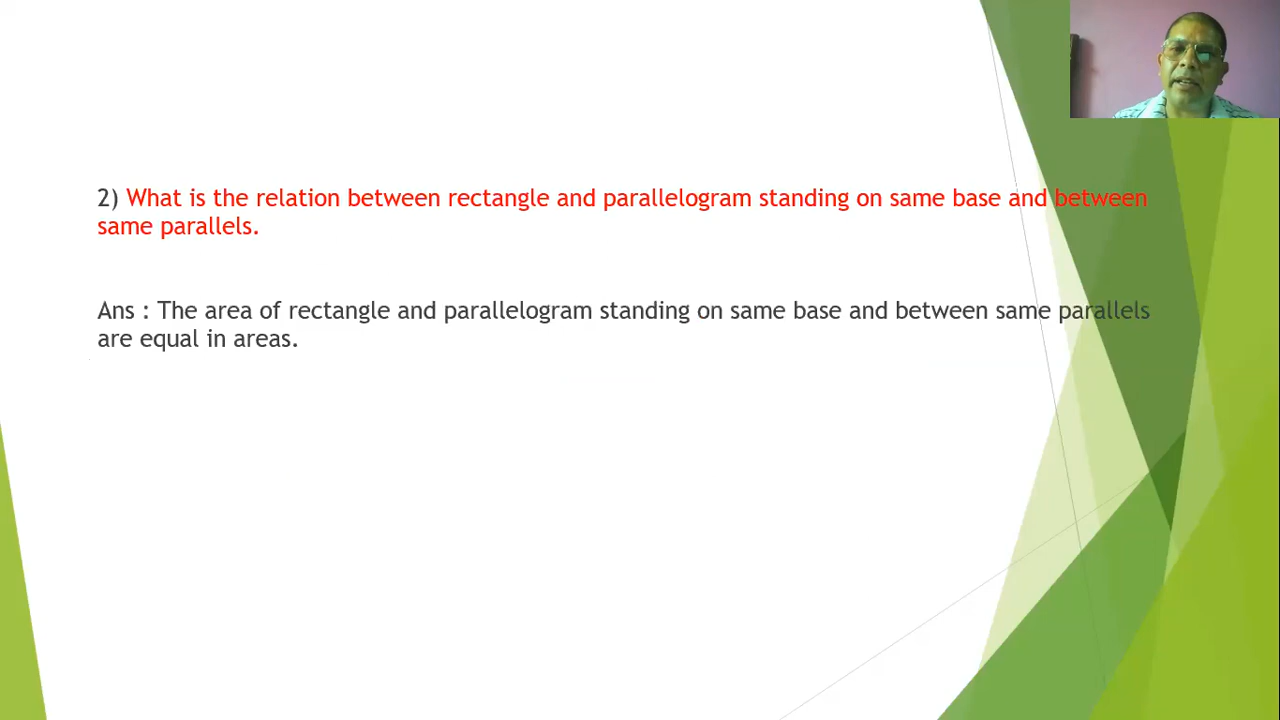 2) What is the relation between rectangle and parallelogram standing on same base and between
same parallels.
Ans : The area of rectangle and parallelogram standing on same base and between same parallels
are equal in areas.